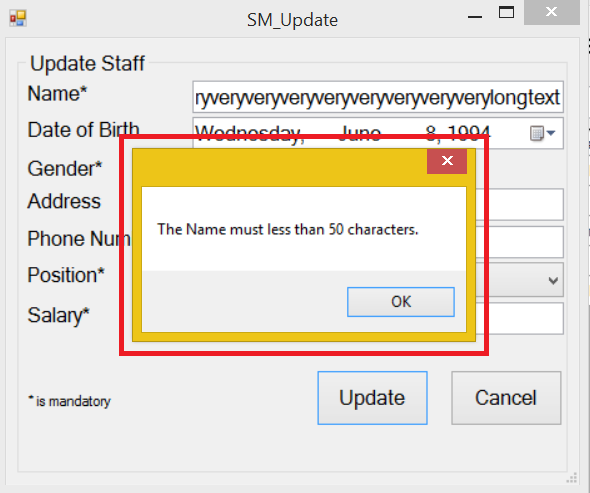 SM_Update
Update Staff
Name*
ryveryveryveryveryveryveryveryverylongtext
Date of Birth
Wednesday, June 8, 1994
Gender*
Address
The Name must less than 50 characters.
Phone Num
Position*
OK
Salary*
* is mandatory
Update
Cancel